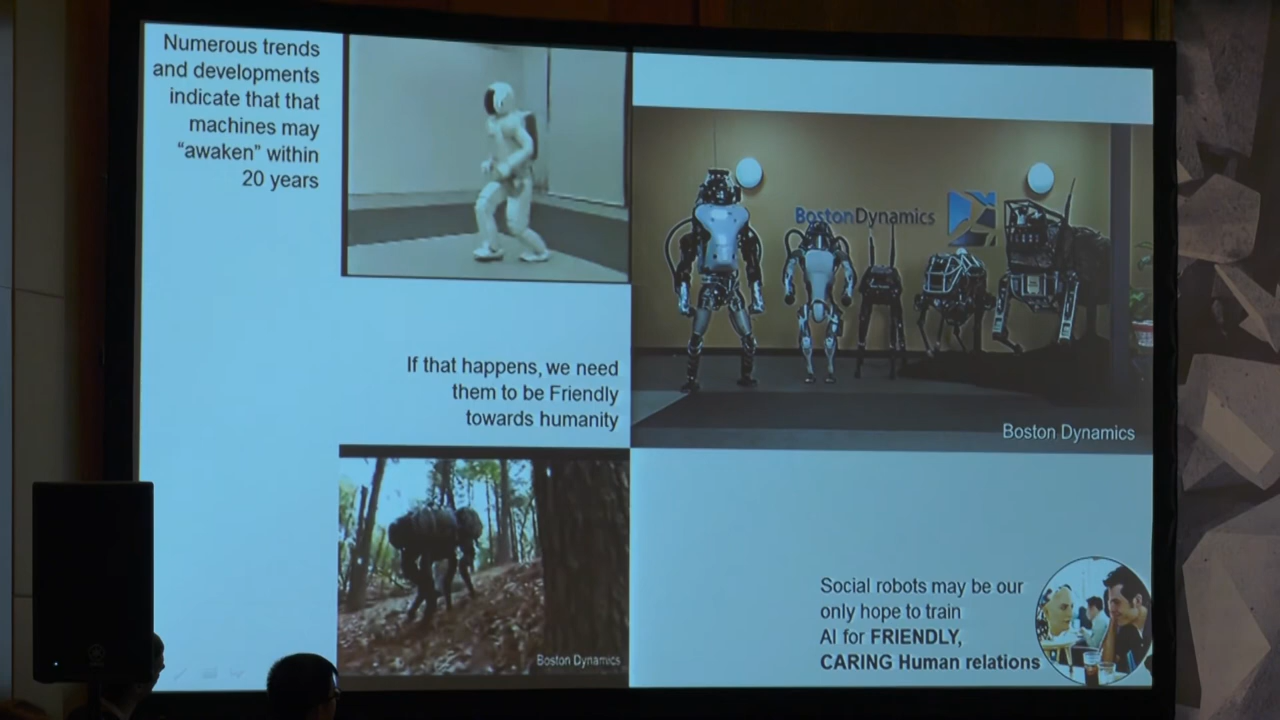 Numerous trends
and developments
indicate that that
machines may
“awaken” within
20 years
If that happens, we need
them to be Friendly
towards humanity
BostonDynamics
Boston Dynamics
Boston Dynamics
Social robots may be our
only hope to train
AI for FRIENDLY,
CARING Human relations